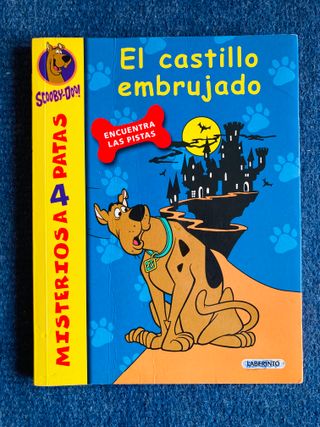 SCOOBY-DOO!
MISTERIOS A 4 PATAS
El castillo
embrujado
ENCUENTRA
LAS PISTAS
LABERINTO